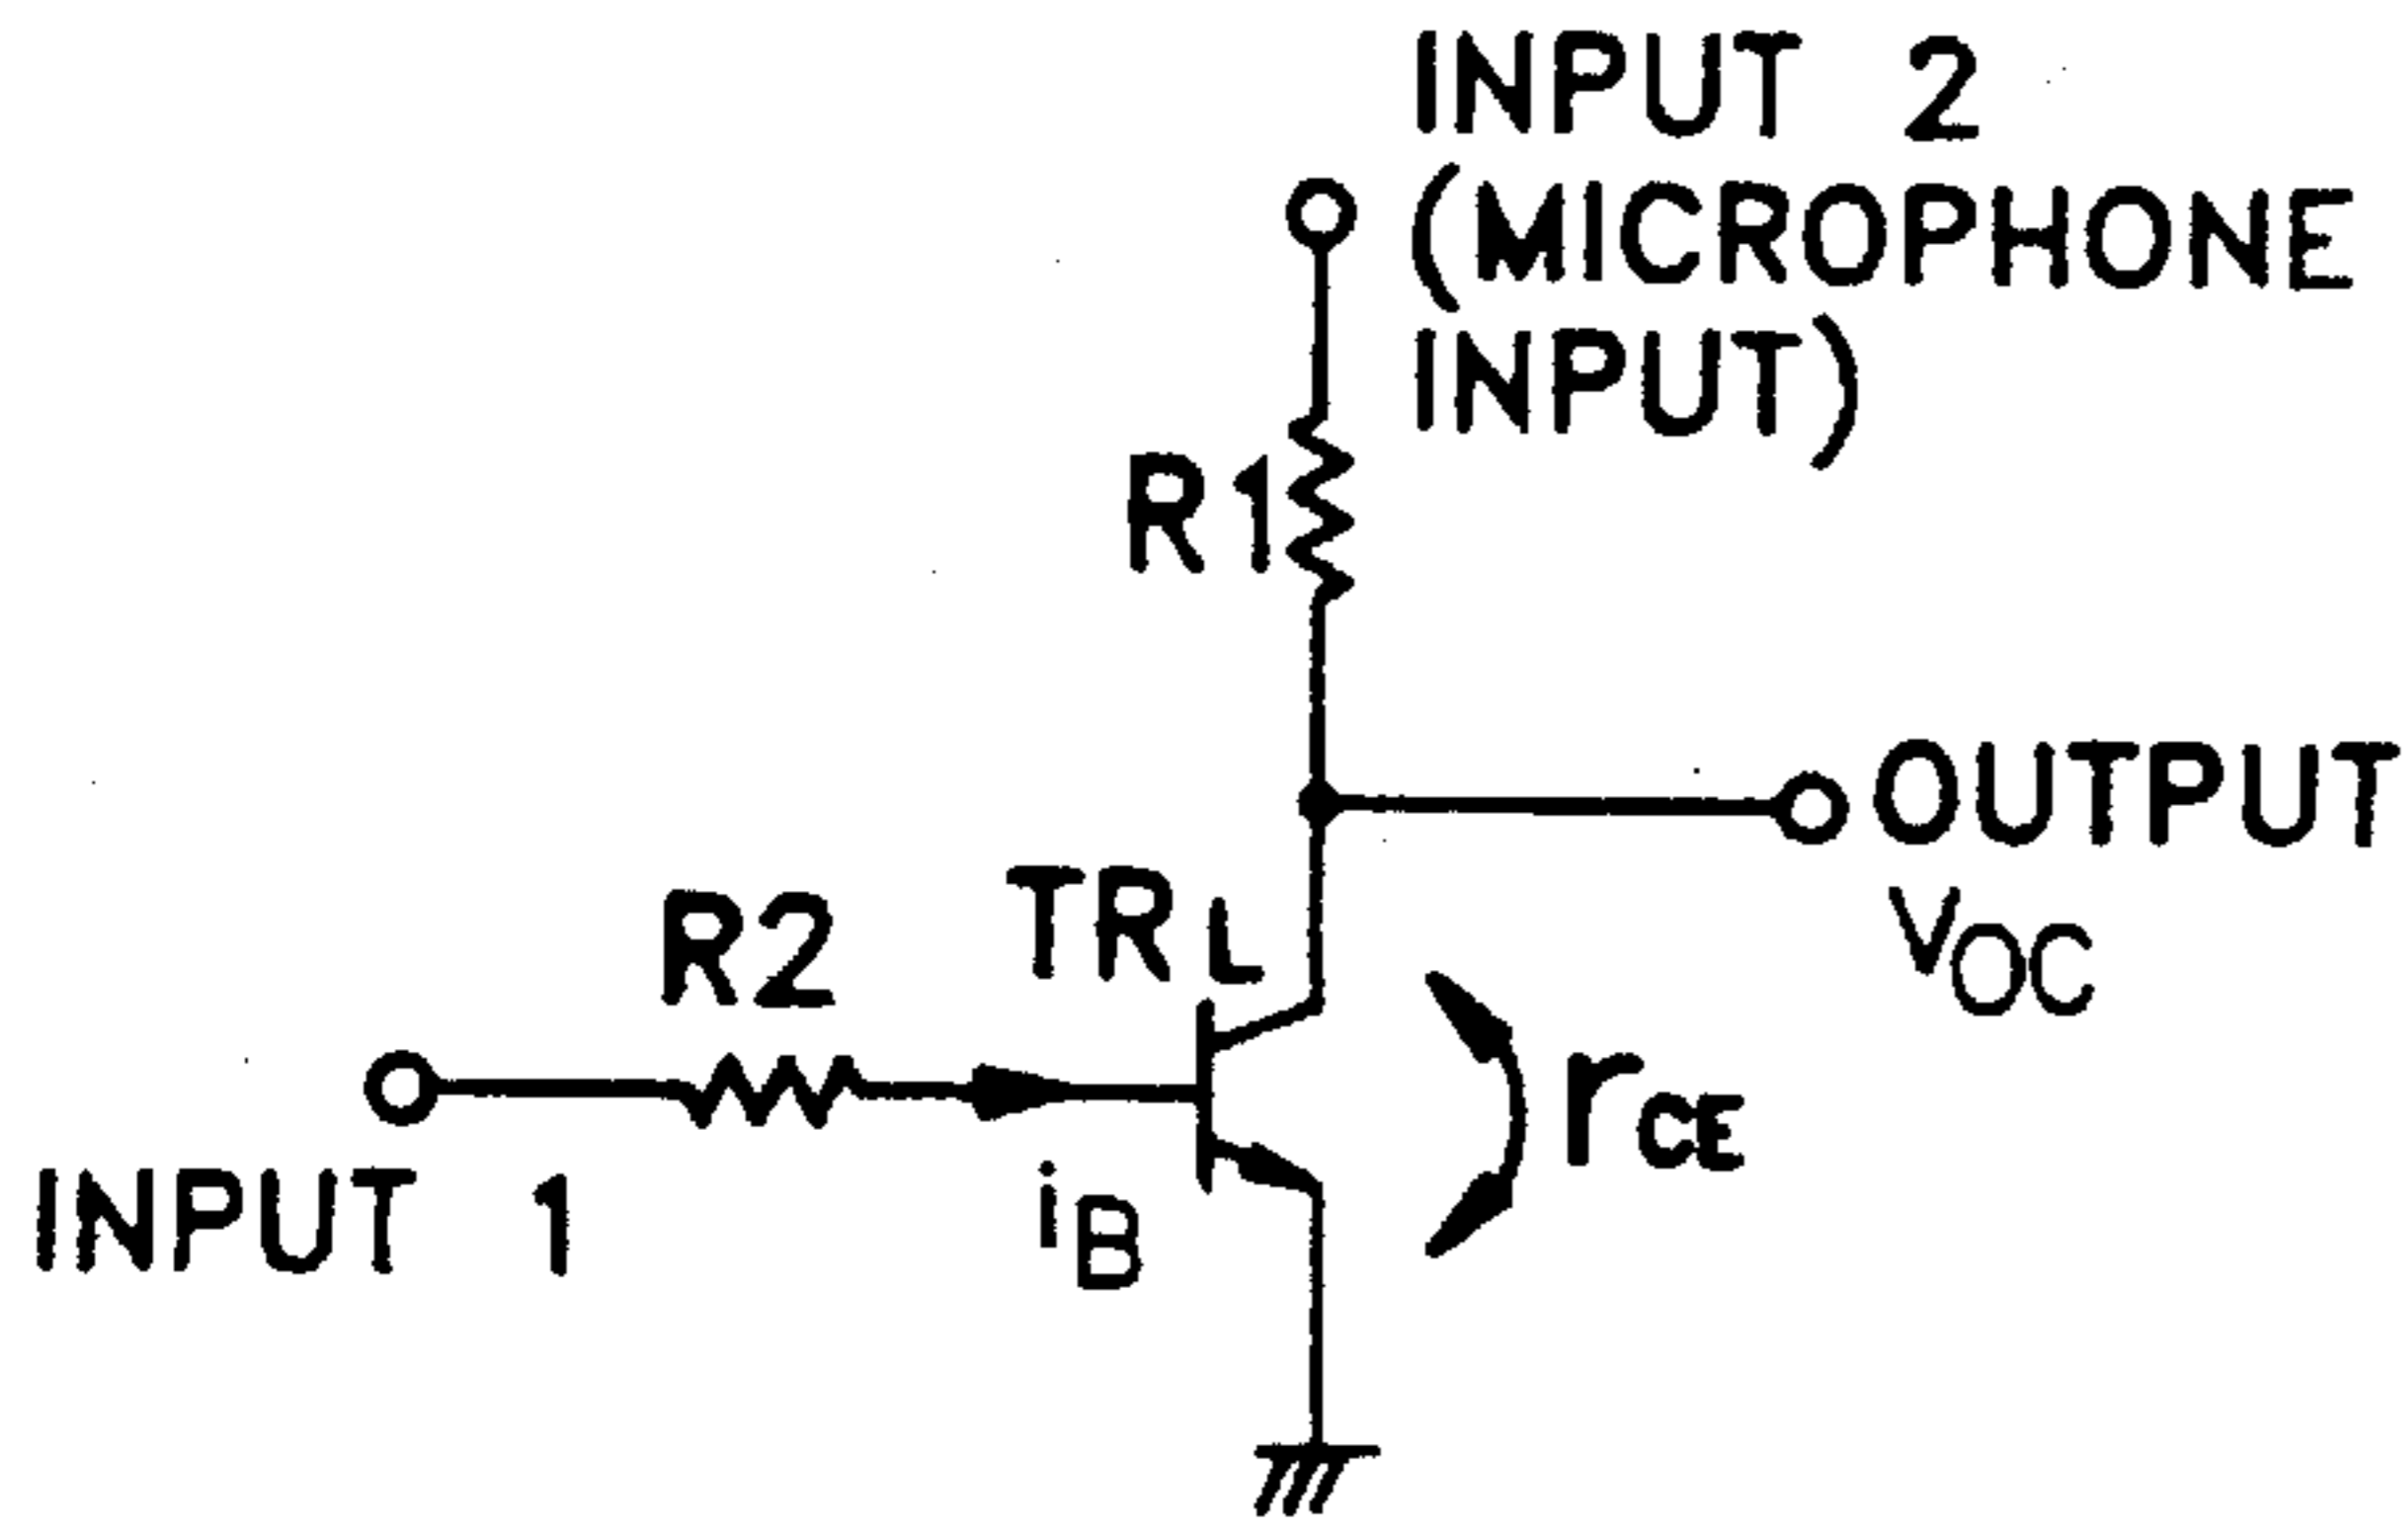 INPUT 2
(MICROPHONE
INPUT)
R1
OUTPUT
VOC
TRL
R2
rCE
iB
INPUT 1